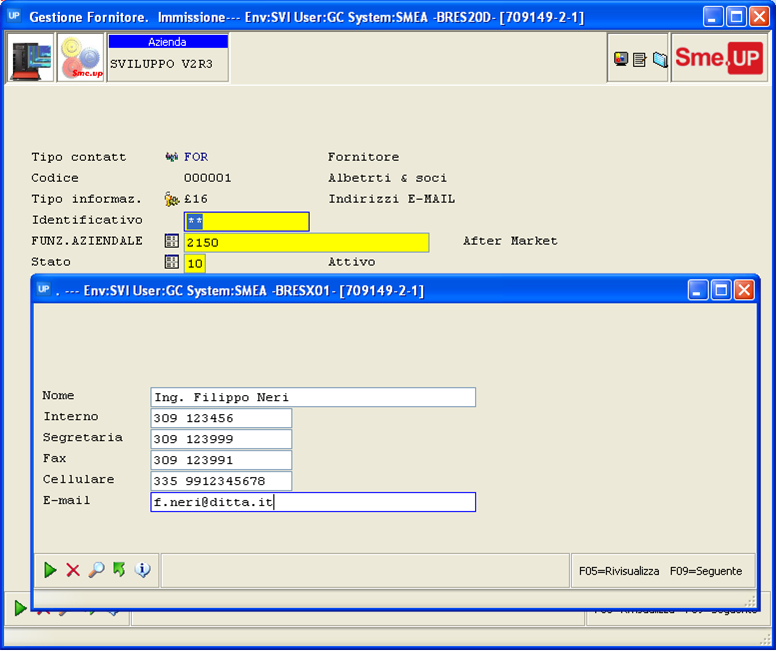 UP Gestione Fornitore. Immissione--- Env:SVI User:GC System:SMEA -BRES20D- [709149-2-1]
Sme.up
Azienda
SVILUPPO V2R3
Sme.UP
Tipo contatt FOR Fornitore
Codice 000001 Albetrti & soci
Tipo informaz. £16 Indirizzi E-MAIL
Identificativo **
FUNZ.AZIENDALE 2150 After Market
Stato 10 Attivo
UP . --- Env:SVI User:GC System:SMEA -BRESX01- [709149-2-1]
Nome Ing. Filippo Neri
Interno 309 123456
Segretaria 309 123999
Fax 309 123991
Cellulare 335 9912345678
E-mail f.neri@ditta.it
F05=Rivisualizza F09=Seguente